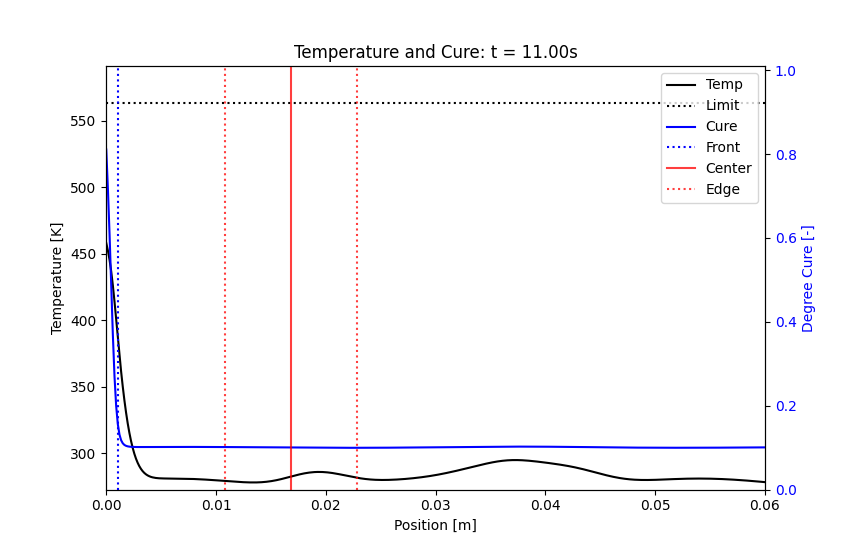 Temperature and Cure: t = 11.00s
Temp
Limit
Cure
Front
Center
Edge
Temperature [K]
550
500
450
400
350
300
1.0
0.8
0.6
0.4
0.2
0.0
Degree Cure [-]
0.00 0.01 0.02 0.03 0.04 0.05 0.06
Position [m]